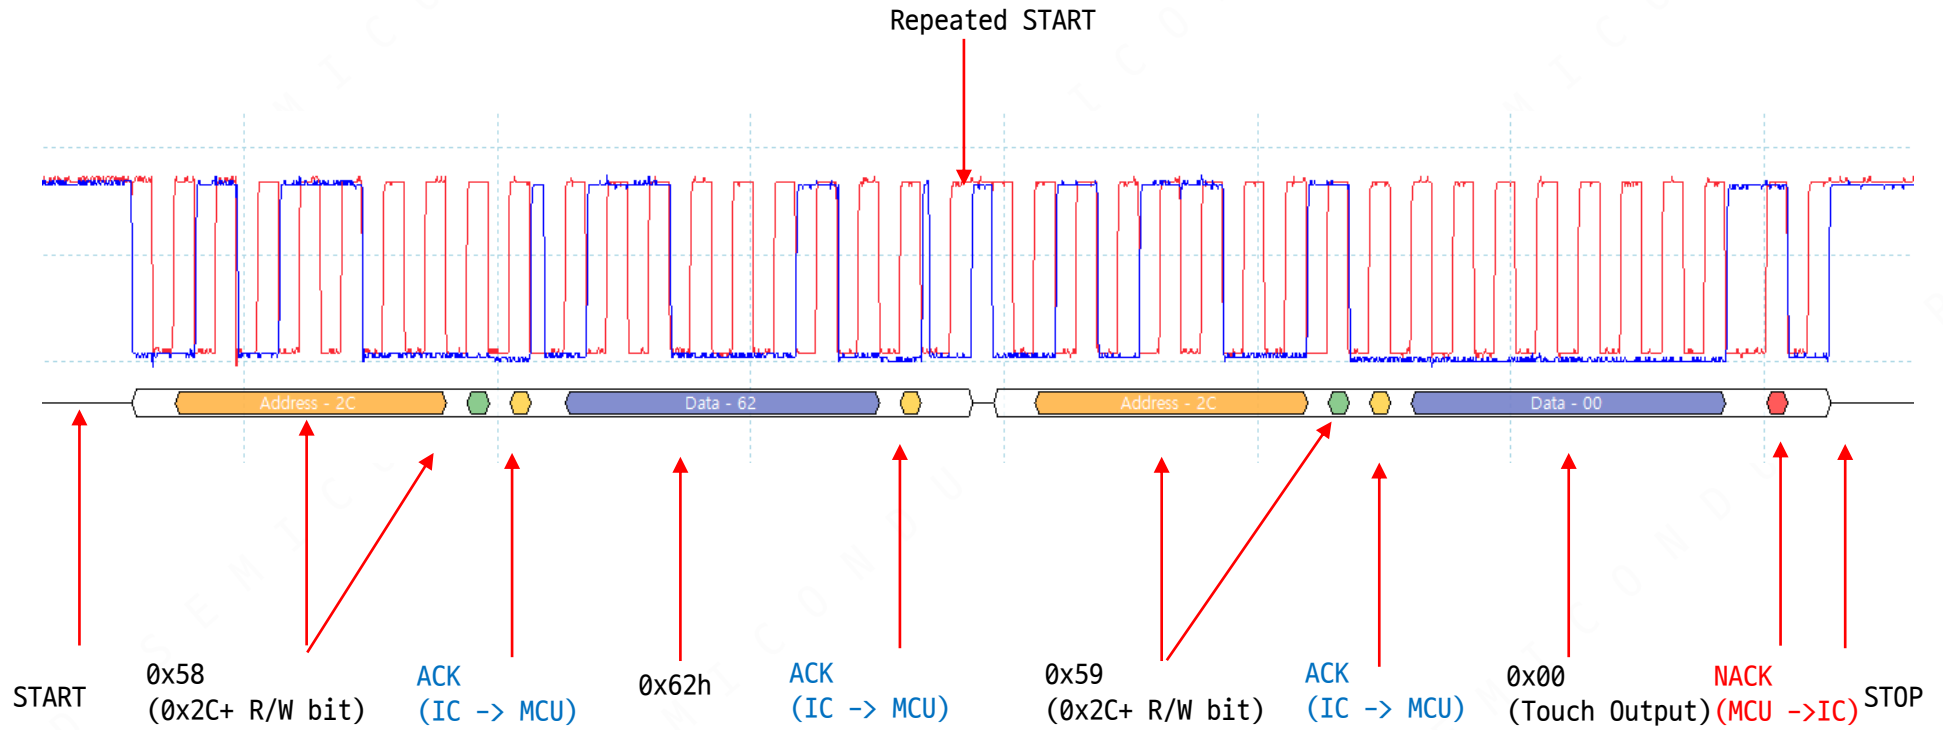 Repeated START
Address - 2C
Data - 62
Address - 2C
Data - 00
START
0x58
(0x2C+ R/W bit)
ACK
(IC -> MCU)
0x62h
ACK
(IC -> MCU)
0x59
(0x2C+ R/W bit)
ACK
(IC -> MCU)
0x00
(Touch Output)
NACK
(MCU ->IC)
STOP